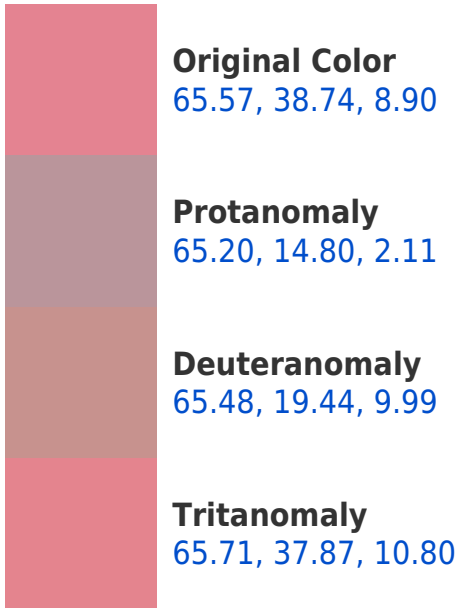 Original Color
65.57, 38.74, 8.90
Protanomaly
65.20, 14.80, 2.11
Deuteranomaly
65.48, 19.44, 9.99
Tritanomaly
65.71, 37.87, 10.80